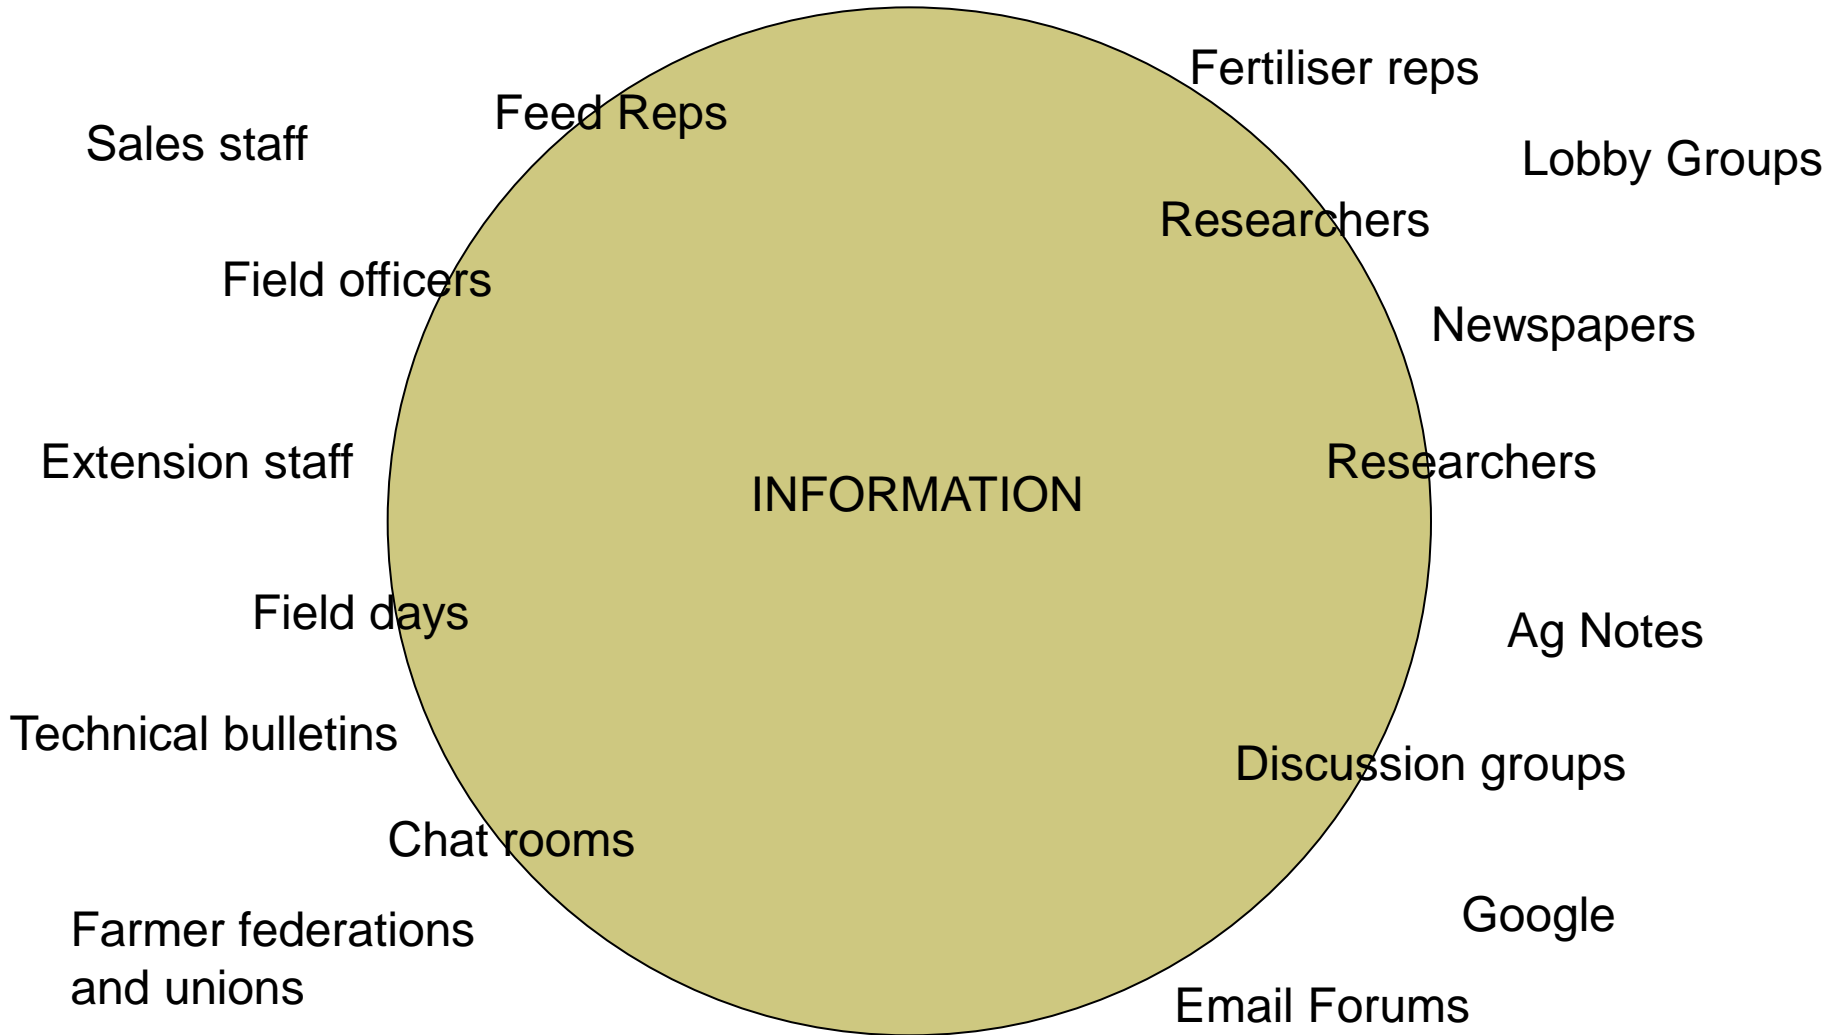 Fertiliser reps
Feed Reps
Sales staff
Lobby Groups
Researchers
Field officers
Newspapers
Extension staff
Researchers
INFORMATION
Field days
Ag Notes
Technical bulletins
Discussion groups
Chat rooms
Google
Farmer federations
and unions
Email Forums